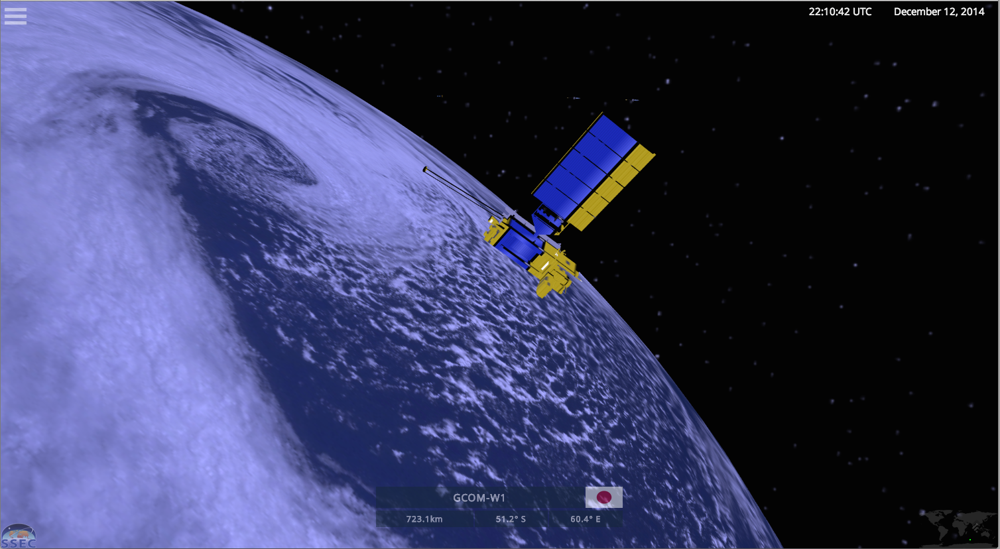 22:10:42 UTC December 12, 2014
GCOM-W1
723.1km 51.2° S 60.4° E
SSEC